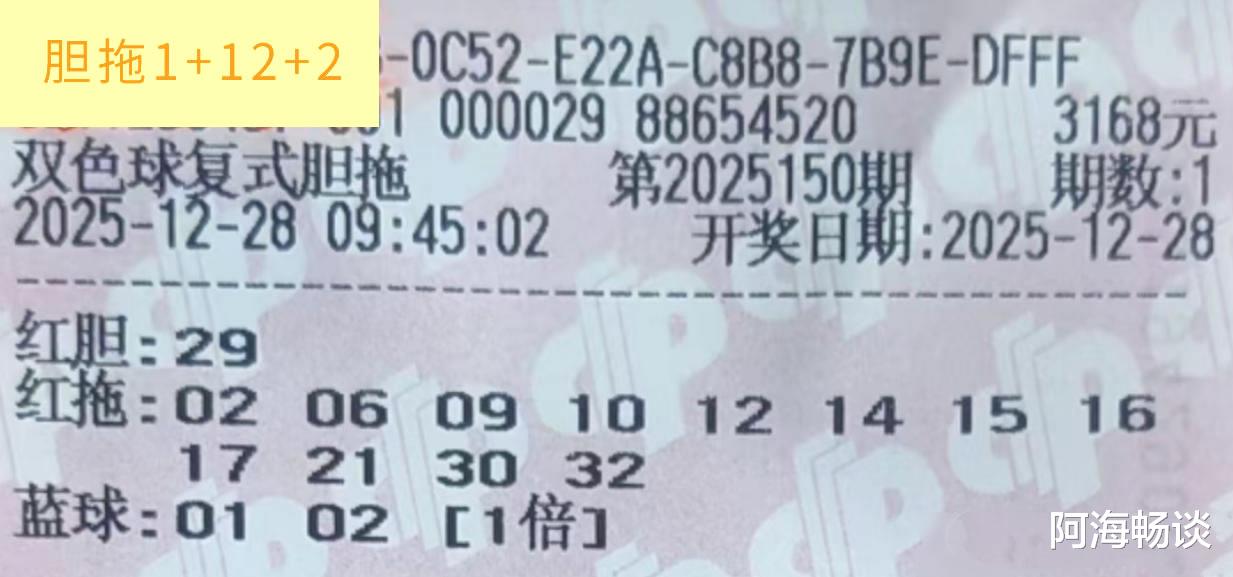 胆拖1+12+2
-0C52-E22A-C8B8-7B9E-DFFF
1 000029 88654520 3168元
双色球复式胆拖 第2025150期 期数:1
2025-12-28 09:45:02 开奖日期:2025-12-28
红胆:29
红拖:02 06 09 10 12 14 15 16
17 21 30 32
蓝球:01 02 [1倍]
阿海畅谈